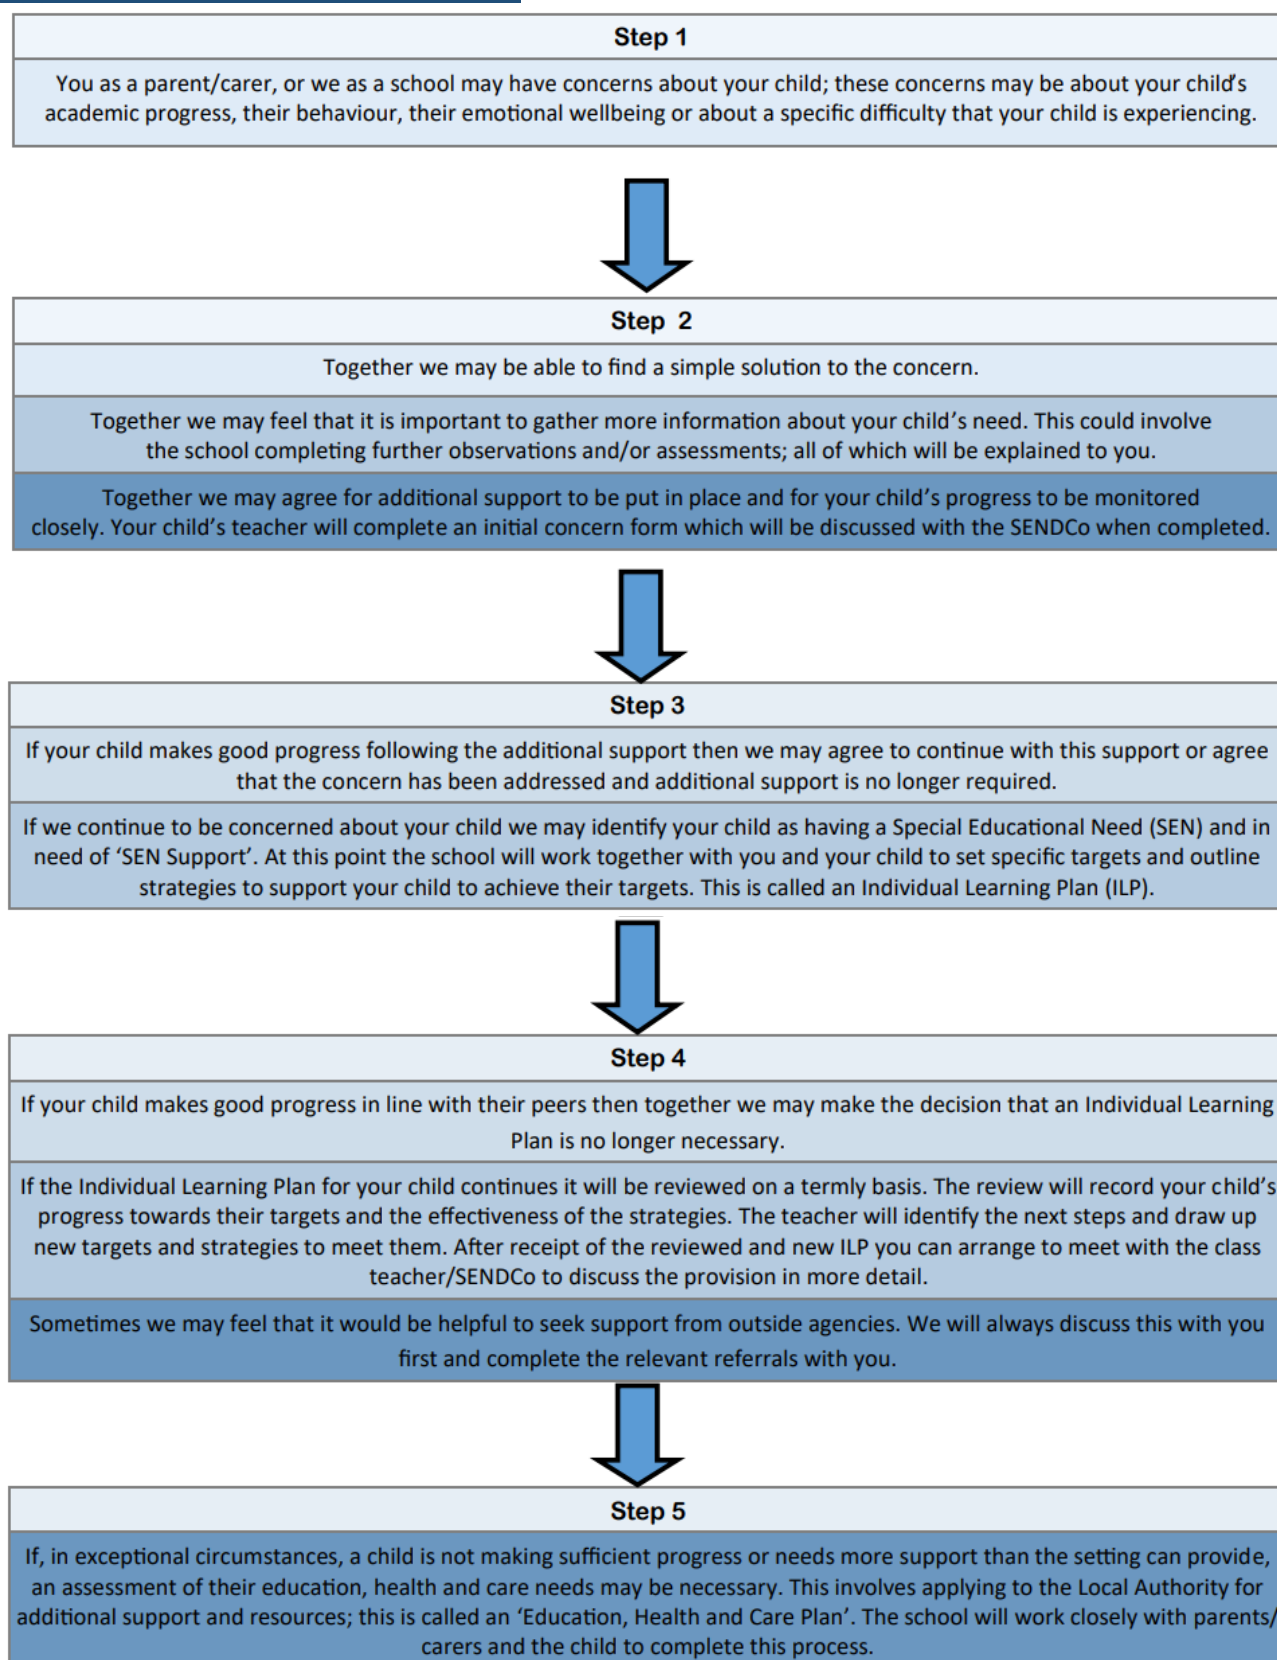 Step 1
You as a parent/carer, or we as a school may have concerns about your child; these concerns may be about your child's
academic progress, their behaviour, their emotional wellbeing or about a specific difficulty that your child is experiencing.
Step 2
Together we may be able to find a simple solution to the concern.
Together we may feel that it is important to gather more information about your child's need. This could involve
the school completing further observations and/or assessments; all of which will be explained to you.
Together we may agree for additional support to be put in place and for your child's progress to be monitored
closely. Your child's teacher will complete an initial concern form which will be discussed with the SENDCo when completed.
Step 3
If your child makes good progress following the additional support then we may agree to continue with this support or agree
that the concern has been addressed and additional support is no longer required.
If we continue to be concerned about your child we may identify your child as having a Special Educational Need (SEN) and in
need of 'SEN Support'. At this point the school will work together with you and your child to set specific targets and outline
strategies to support your child to achieve their targets. This is called an Individual Learning Plan (ILP).
Step 4
If your child makes good progress in line with their peers then together we may make the decision that an Individual Learning
Plan is no longer necessary.
If the Individual Learning Plan for your child continues it will be reviewed on a termly basis. The review will record your child's
progress towards their targets and the effectiveness of the strategies. The teacher will identify the next steps and draw up
new targets and strategies to meet them. After receipt of the reviewed and new ILP you can arrange to meet with the class
teacher/SENDCo to discuss the provision in more detail.
Sometimes we may feel that it would be helpful to seek support from outside agencies. We will always discuss this with you
first and complete the relevant referrals with you.
Step 5
If, in exceptional circumstances, a child is not making sufficient progress or needs more support than the setting can provide,
an assessment of their education, health and care needs may be necessary. This involves applying to the Local Authority for
additional support and resources; this is called an 'Education, Health and Care Plan'. The school will work closely with parents/
carers and the child to complete this process.